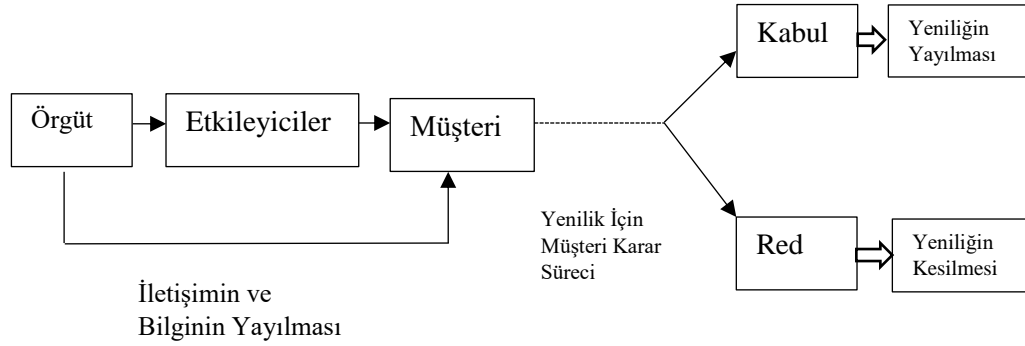 Örgüt
Etkileyiciler
Müşteri
Kabul
Yeniliğin
Yayılması
Red
Yeniliğin
Kesilmesi
Yenilik İçin
Müşteri Karar
Süreci
İletişimin ve
Bilginin Yayılması